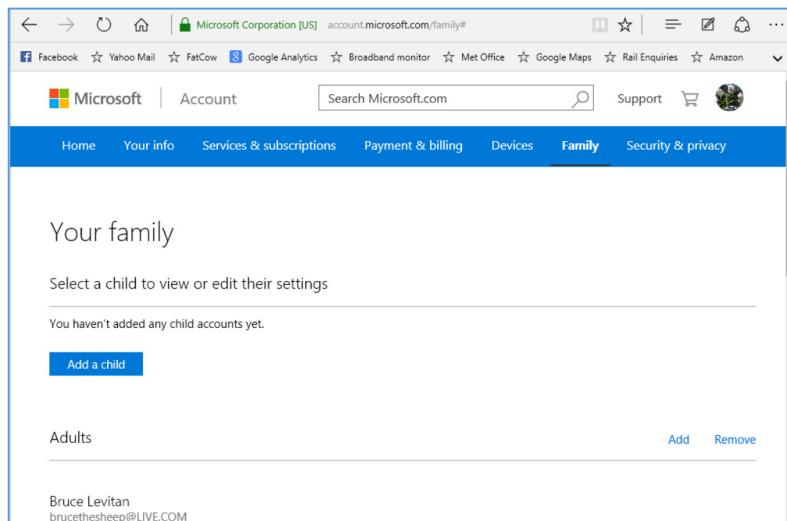 Microsoft Corporation [US] account.microsoft.com/family#
Facebook Yahoo Mail FatCow Google Analytics Broadband monitor Met Office Google Maps Rail Enquiries Amazon
Microsoft Account Search Microsoft.com Support
Home Your info Services & subscriptions Payment & billing Devices Family Security & privacy
Your family
Select a child to view or edit their settings
You haven't added any child accounts yet.
Add a child
Adults Add Remove
Bruce Levitan
brucethesheep@LIVE.COM